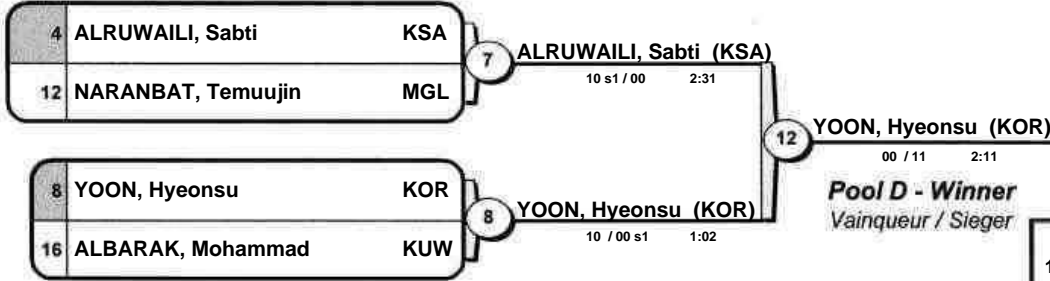 4 ALRUWAILI, Sabti KSA
12 NARANBAT, Temuujin MGL
7
ALRUWAILI, Sabti (KSA)
10 s1 / 00 2:31
8 YOON, Hyeonsu KOR
16 ALBARAK, Mohammad KUW
8
YOON, Hyeonsu (KOR)
10 / 00 s1 1:02
12
YOON, Hyeonsu (KOR)
00 / 11 2:11
Pool D - Winner
Vainqueur / Sieger
1